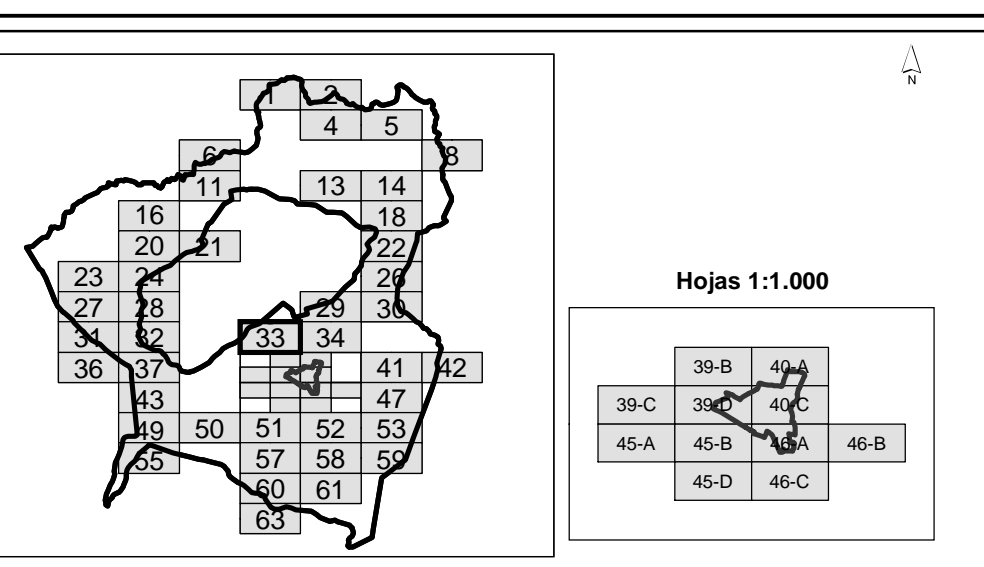 N
1 2
4 5
6 8
11 13 14
16 18
20 21 22
23 24 26
27 28 29 30
31 32 33 34
36 37 41 42
43 47
49 50 51 52 53
55 57 58 59
60 61
63
Hojas 1:1.000
39-B 40-A
39-C 39-D 40-C
45-A 45-B 46-A 46-B
45-D 46-C